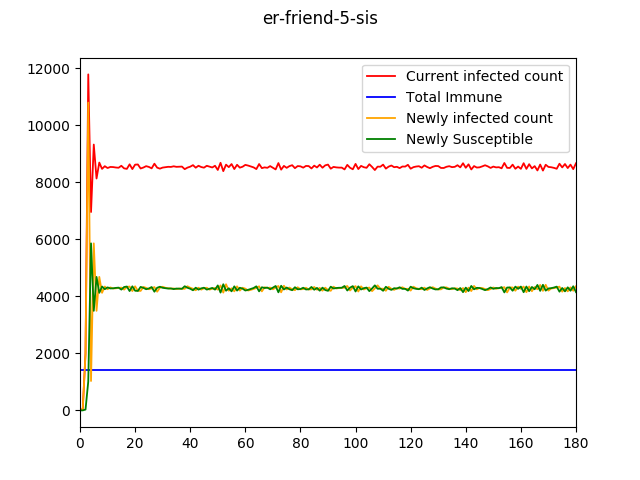 er-friend-5-sis
12000
10000
8000
6000
4000
2000
0
Current infected count
Total Immune
Newly infected count
Newly Susceptible
0 20 40 60 80 100 120 140 160 180